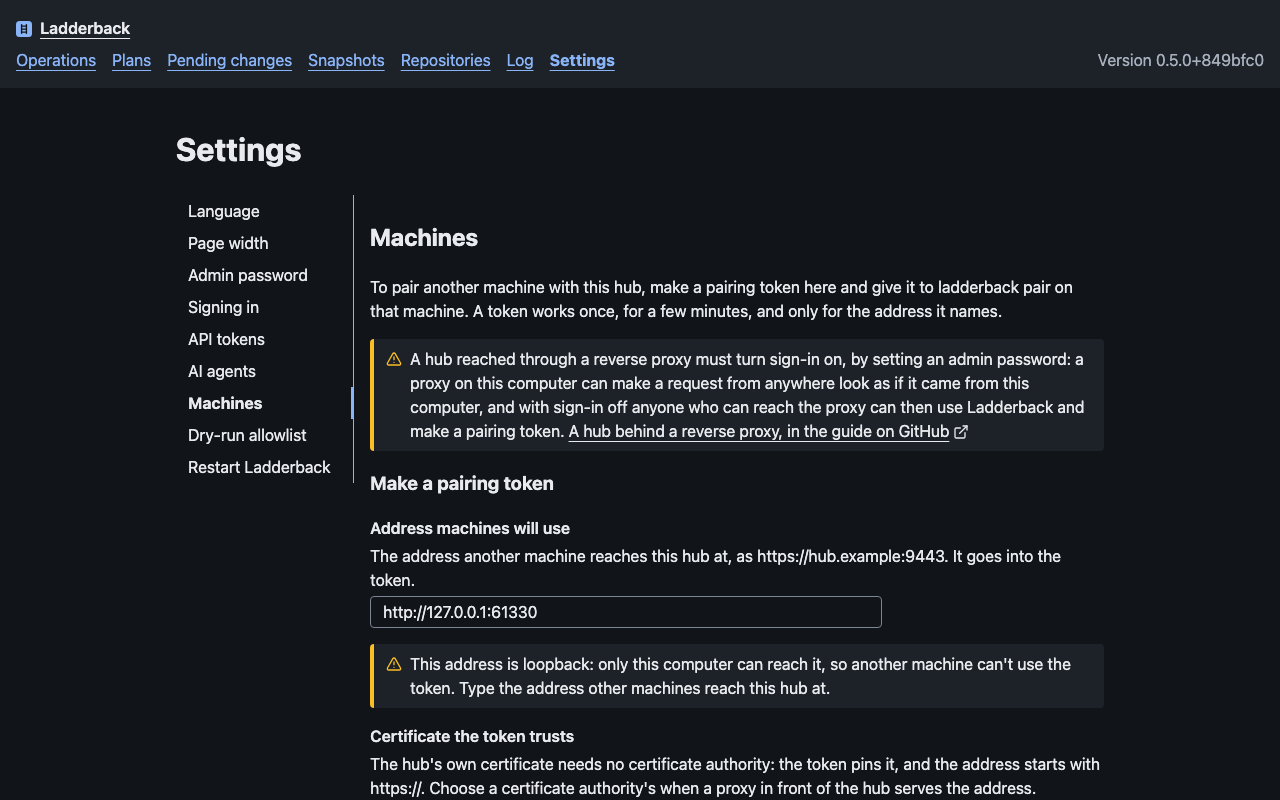 Ladderback
Operations Plans Pending changes Snapshots Repositories Log Settings Version 0.5.0+849bfc0
Settings
Language
Page width
Admin password
Signing in
API tokens
AI agents
Machines
Dry-run allowlist
Restart Ladderback
Machines
To pair another machine with this hub, make a pairing token here and give it to ladderback pair on
that machine. A token works once, for a few minutes, and only for the address it names.
A hub reached through a reverse proxy must turn sign-in on, by setting an admin password: a
proxy on this computer can make a request from anywhere look as if it came from this
computer, and with sign-in off anyone who can reach the proxy can then use Ladderback and
make a pairing token. A hub behind a reverse proxy, in the guide on GitHub
Make a pairing token
Address machines will use
The address another machine reaches this hub at, as https://hub.example:9443. It goes into the
token.
http://127.0.0.1:61330
This address is loopback: only this computer can reach it, so another machine can't use the
token. Type the address other machines reach this hub at.
Certificate the token trusts
The hub's own certificate needs no certificate authority: the token pins it, and the address starts with
https://. Choose a certificate authority's when a proxy in front of the hub serves the address.